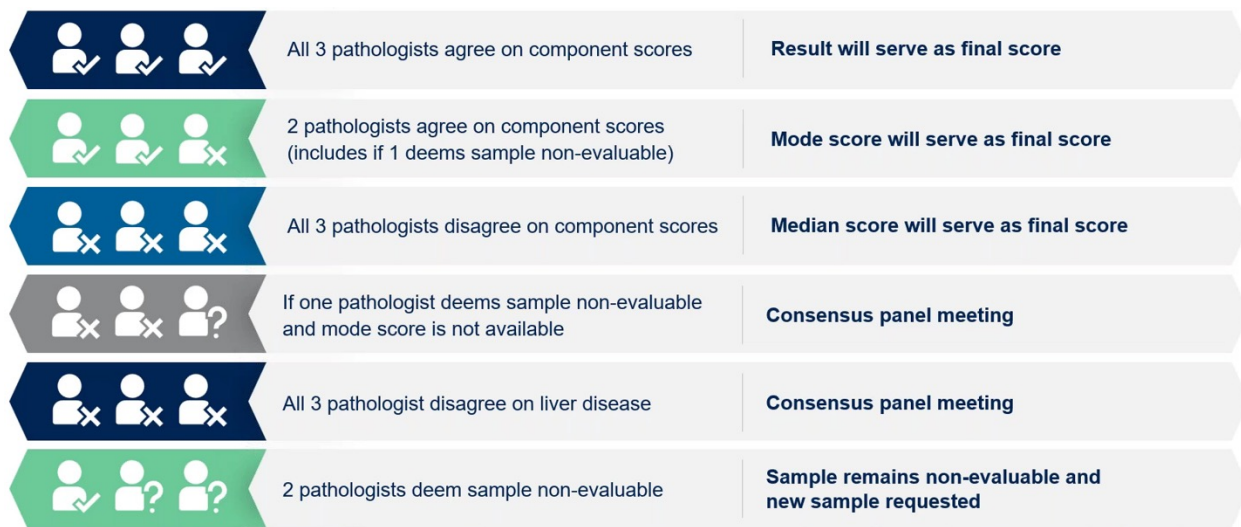 All 3 pathologists agree on component scores
Result will serve as final score
2 pathologists agree on component scores
(includes if 1 deems sample non-evaluable)
Mode score will serve as final score
All 3 pathologists disagree on component scores
Median score will serve as final score
If one pathologist deems sample non-evaluable
and mode score is not available
Consensus panel meeting
All 3 pathologist disagree on liver disease
Consensus panel meeting
2 pathologists deem sample non-evaluable
Sample remains non-evaluable and
new sample requested